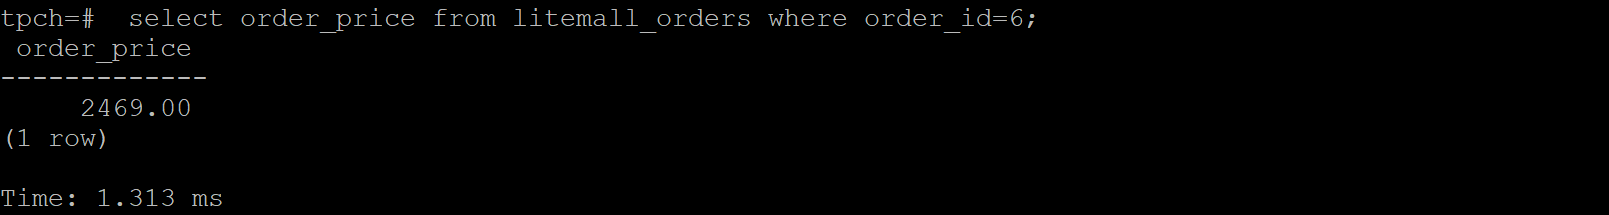 tpch=#  select order_price from litemall_orders where order_id=6;
 order_price
-------------
     2469.00
(1 row)

Time: 1.313 ms